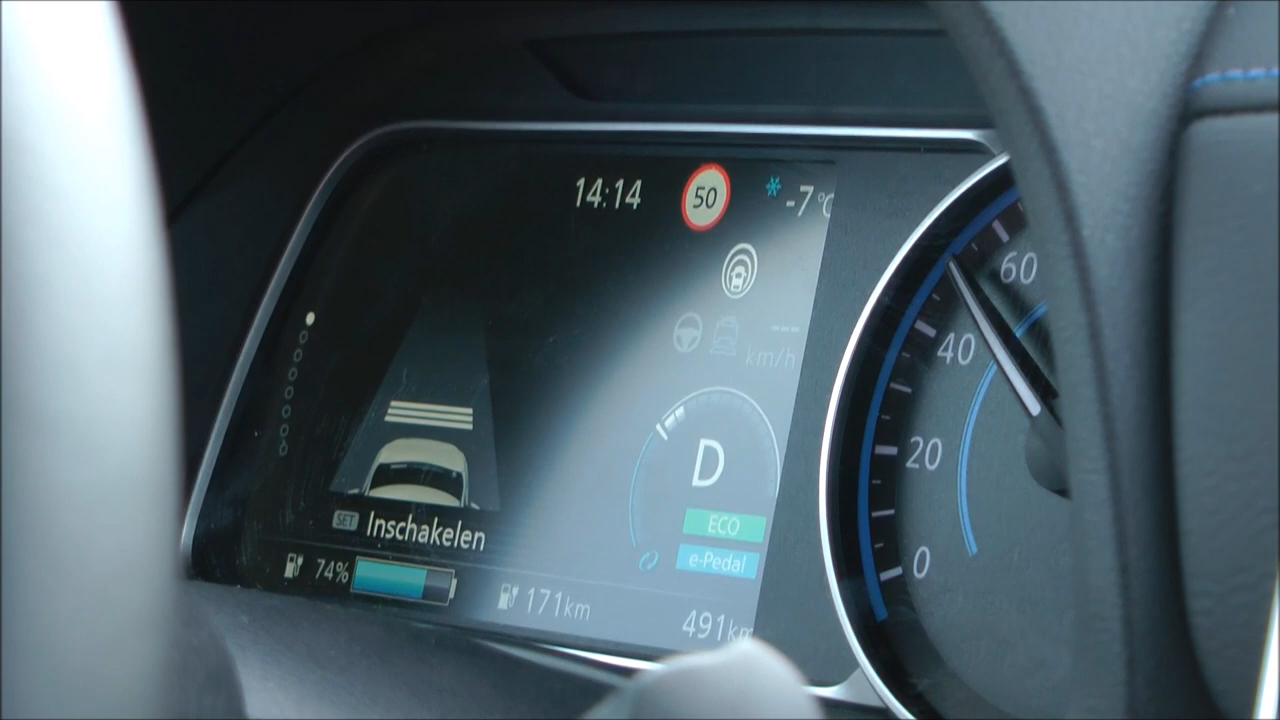 14:14 50 -7°C
--- km/h
D
ECO
e-Pedal
SET Inschakelen
74% 171km 491km
60
40
20
0